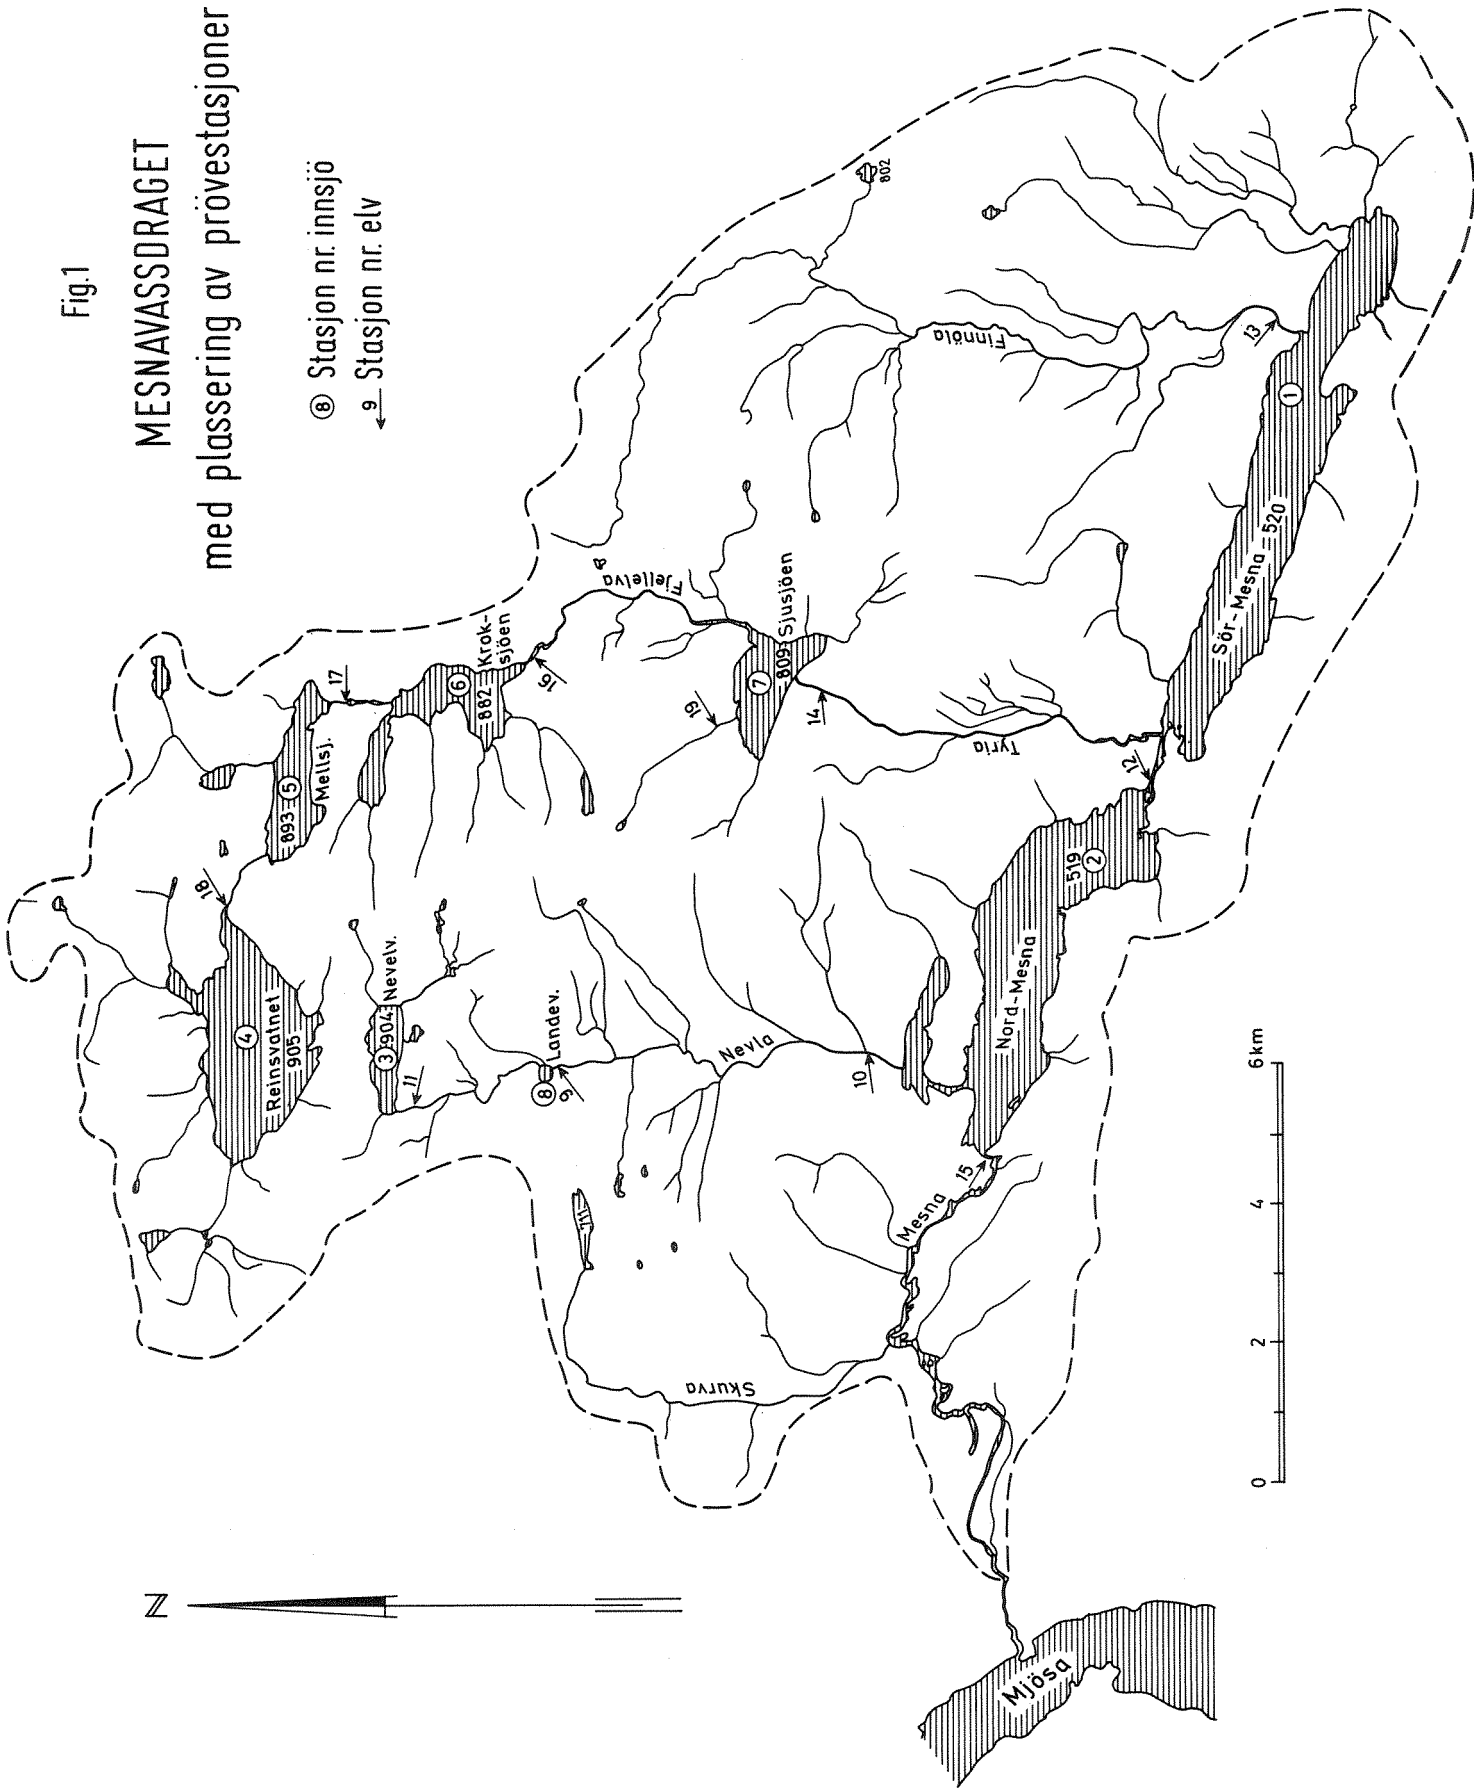 Fig.1
MESNAVASSDRAGET
med plassering av prövestasjoner
⑧ Stasjon nr. innsjö
9 Stasjon nr. elv
N
17
18
5
893
Mellsj.
6
882
Krok-
sjöen
16
Fjellelva
4
Reinsvatnet
905
3
904
Nevelv.
11
8
Landev.
9
19
7
809
Sjusjöen
14
Tyria
802
Finnöla
13
1
Sör-Mesna
520
12
2
519
Nord-Mesna
Nevla
10
711
15
Mesna
Skurva
Mjösa
0
2
4
6km